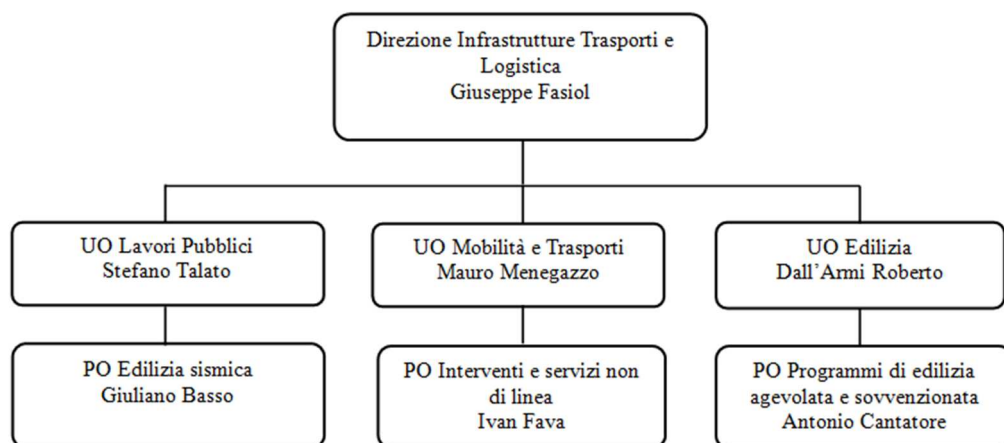 Direzione Infrastrutture Trasporti e
Logistica
Giuseppe Fasiol
UO Lavori Pubblici
Stefano Talato
UO Mobilità e Trasporti
Mauro Menegazzo
UO Edilizia
Dall'Armi Roberto
PO Edilizia sismica
Giuliano Basso
PO Interventi e servizi non
di linea
Ivan Fava
PO Programmi di edilizia
agevolata e sovvenzionata
Antonio Cantatore